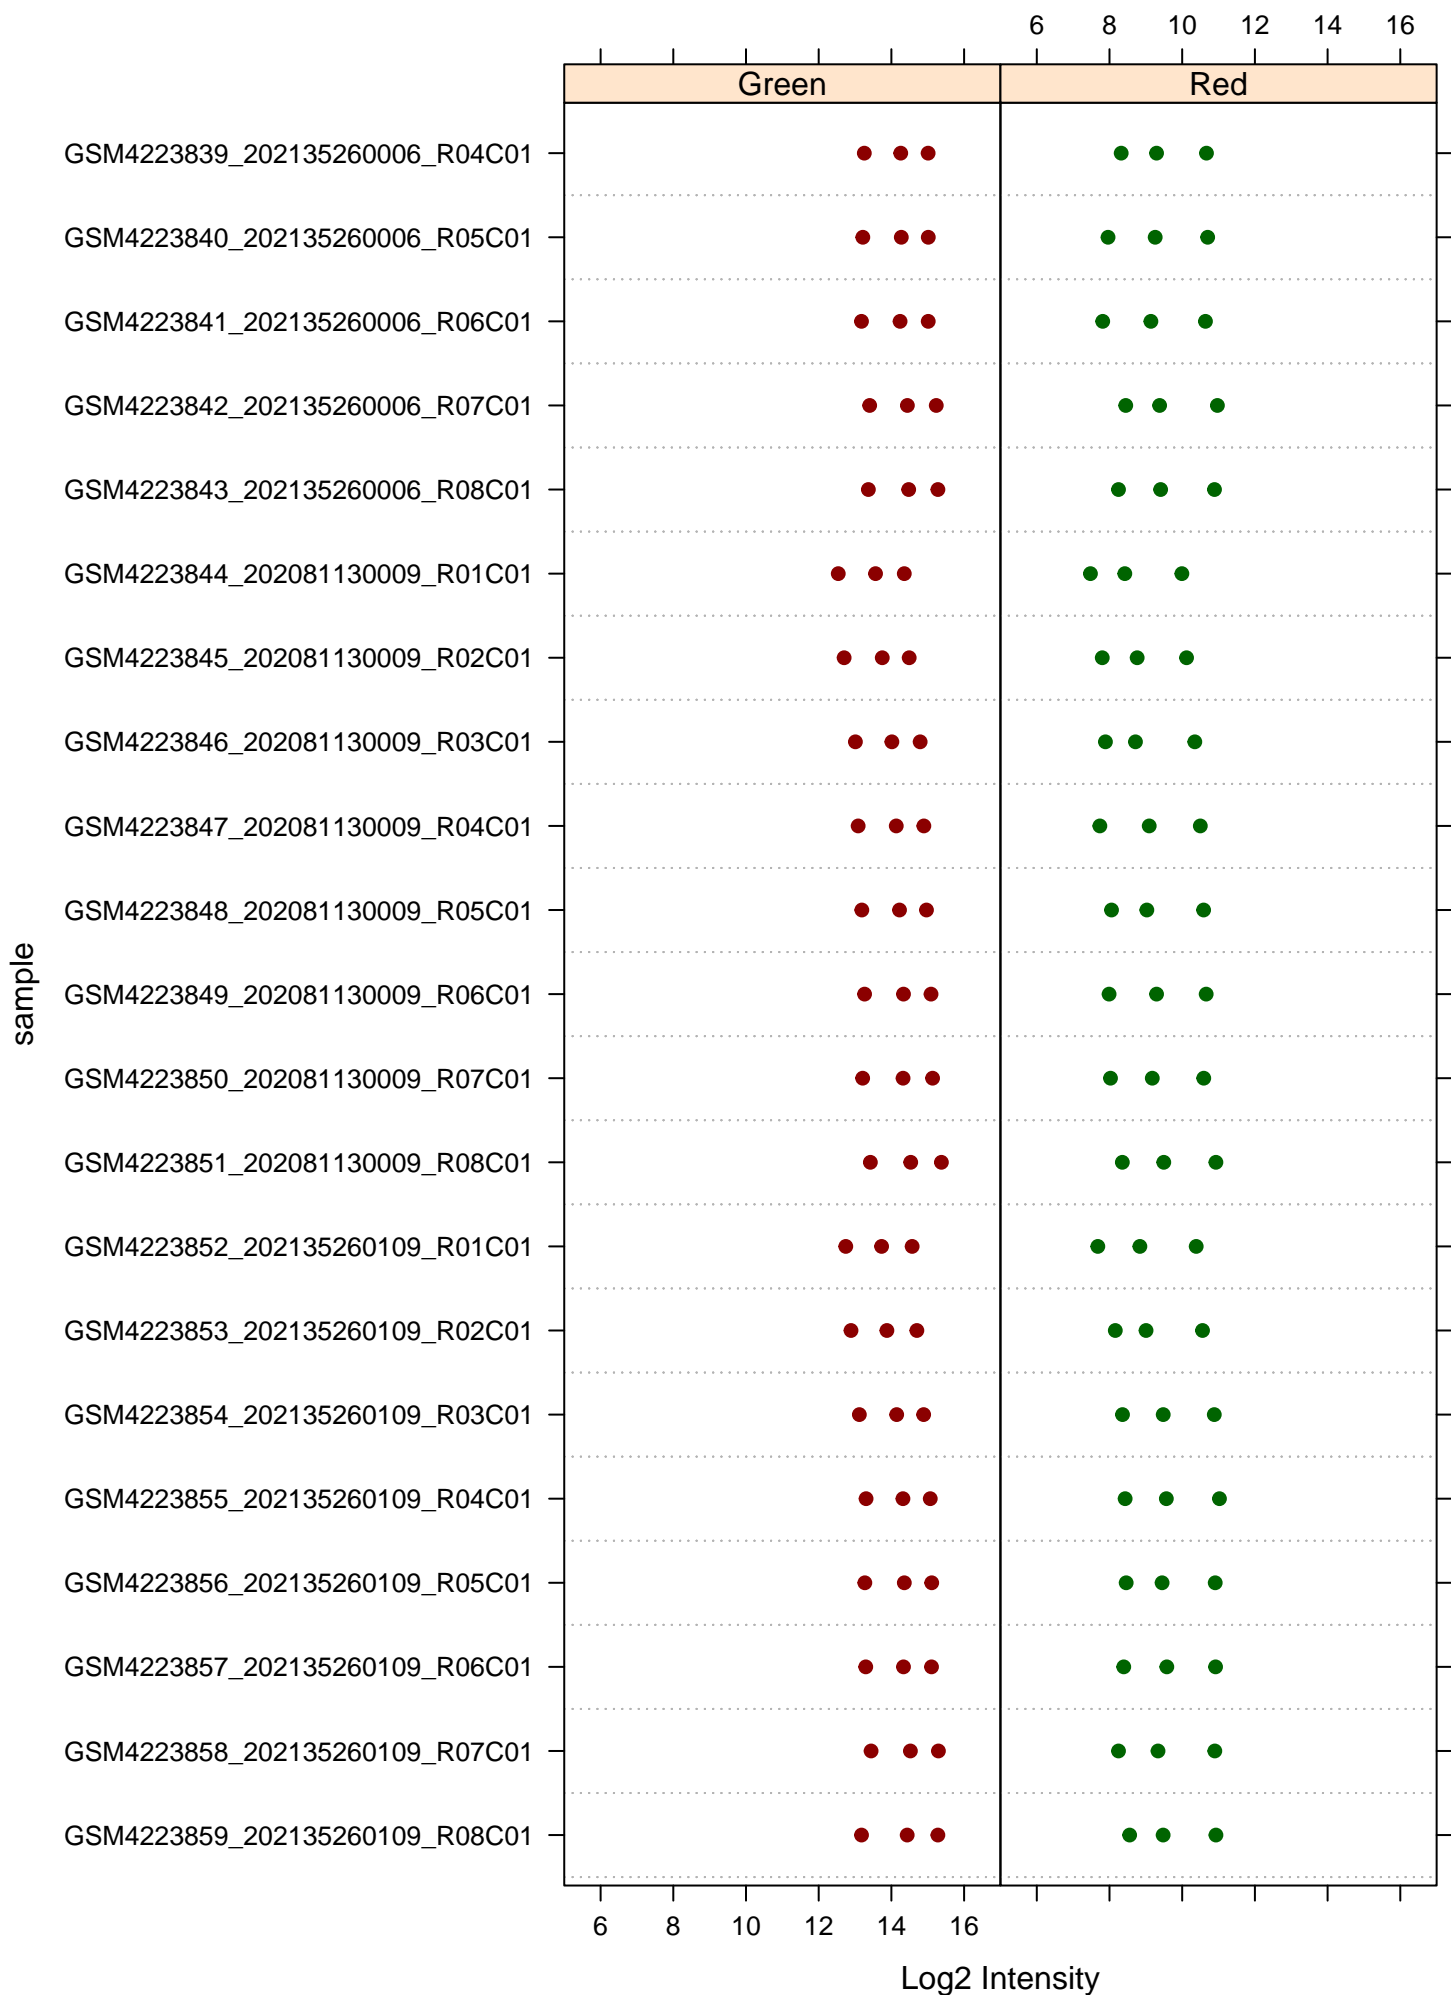 6 8 10 12 14 16
Green Red
GSM4223839_202135260006_R04C01
GSM4223840_202135260006_R05C01
GSM4223841_202135260006_R06C01
GSM4223842_202135260006_R07C01
GSM4223843_202135260006_R08C01
GSM4223844_202081130009_R01C01
GSM4223845_202081130009_R02C01
GSM4223846_202081130009_R03C01
GSM4223847_202081130009_R04C01
GSM4223848_202081130009_R05C01
GSM4223849_202081130009_R06C01
GSM4223850_202081130009_R07C01
GSM4223851_202081130009_R08C01
GSM4223852_202135260109_R01C01
GSM4223853_202135260109_R02C01
GSM4223854_202135260109_R03C01
GSM4223855_202135260109_R04C01
GSM4223856_202135260109_R05C01
GSM4223857_202135260109_R06C01
GSM4223858_202135260109_R07C01
GSM4223859_202135260109_R08C01
sample
6 8 10 12 14 16
Log2 Intensity